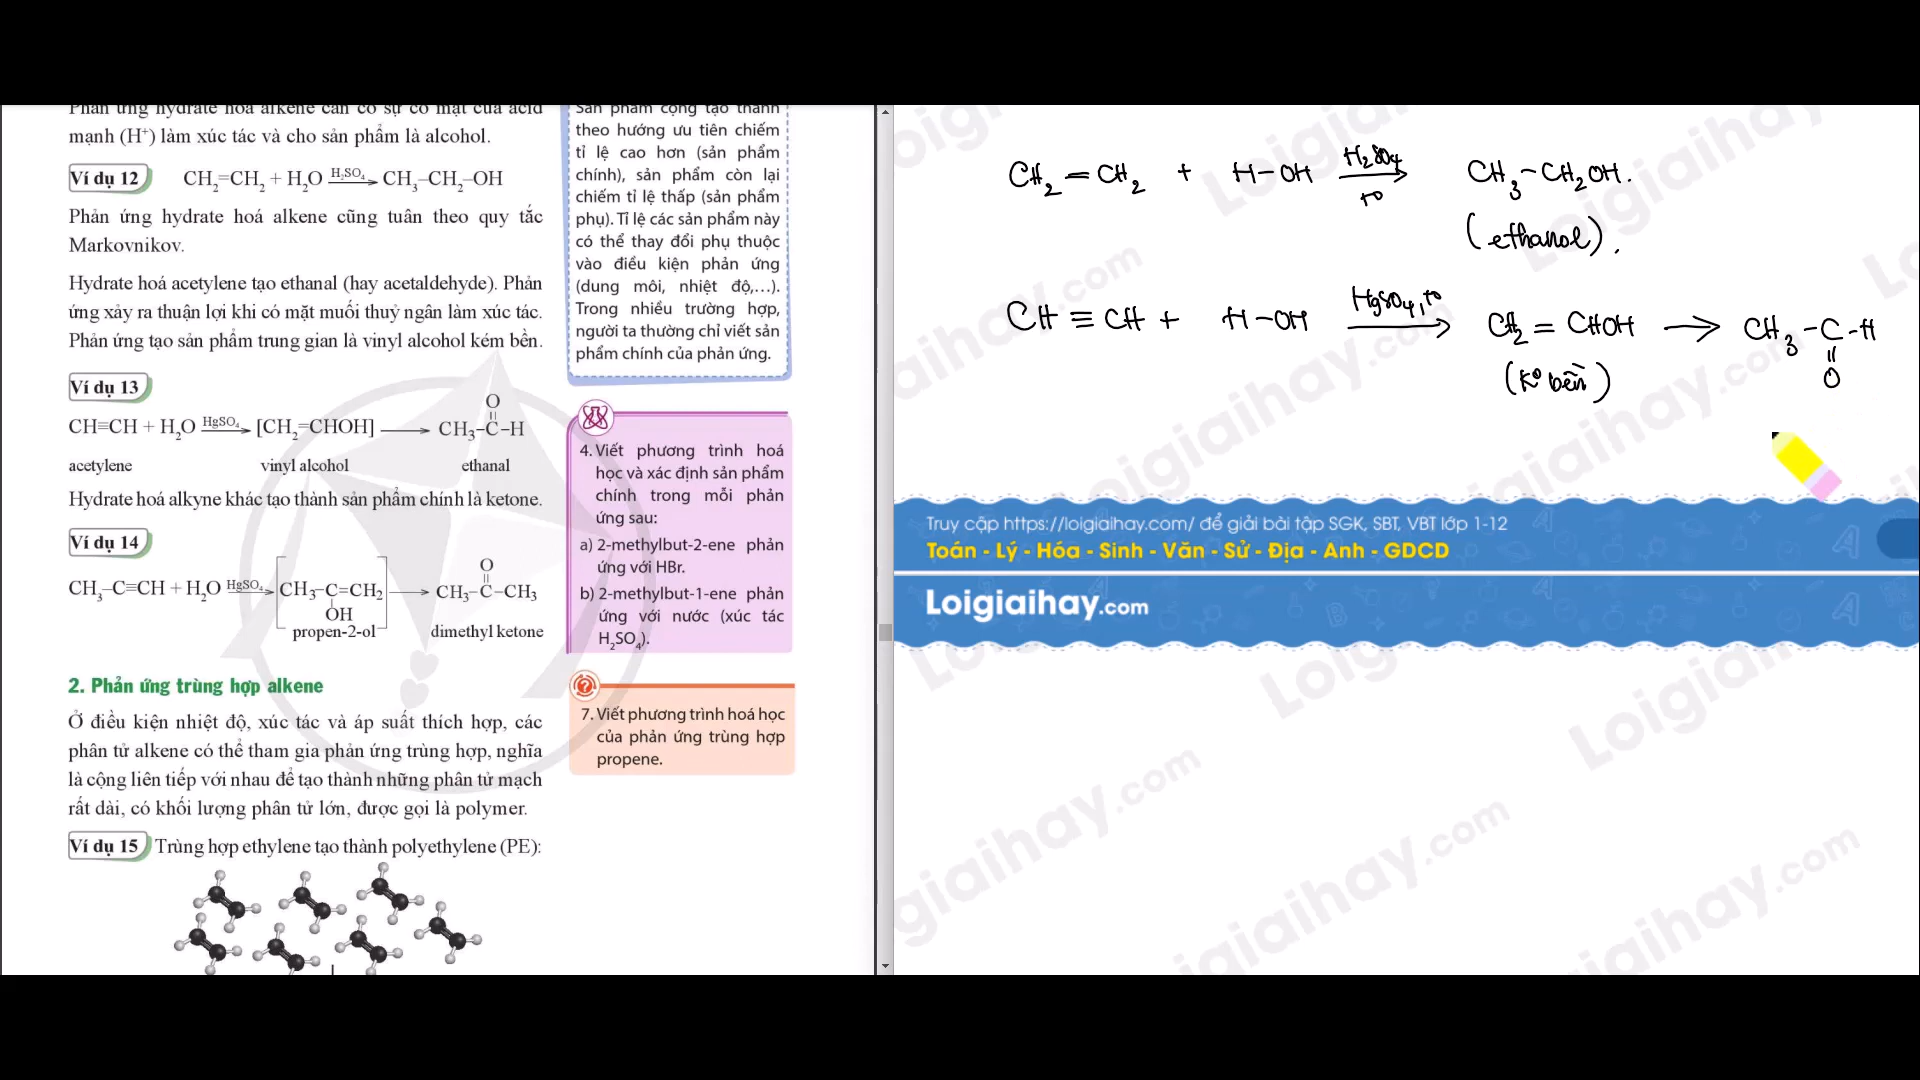 Phản ứng hydrate hoá alkene cần có sự có mặt của acid
mạnh (H⁺) làm xúc tác và cho sản phẩm là alcohol.
Ví dụ 12 CH₂=CH₂ + H₂O —H₂SO₄→ CH₃–CH₂–OH
Phản ứng hydrate hoá alkene cũng tuân theo quy tắc
Markovnikov.
Hydrate hoá acetylene tạo ethanal (hay acetaldehyde). Phản
ứng xảy ra thuận lợi khi có mặt muối thuỷ ngân làm xúc tác.
Phản ứng tạo sản phẩm trung gian là vinyl alcohol kém bền.
Ví dụ 13
O
CH≡CH + H₂O —HgSO₄→ [CH₂=CHOH] ——→ CH₃–C–H
acetylene vinyl alcohol ethanal
Hydrate hoá alkyne khác tạo thành sản phẩm chính là ketone.
Ví dụ 14
O
CH₃–C≡CH + H₂O —HgSO₄→ [CH₃–C=CH₂] ——→ CH₃–C–CH₃
OH
propen-2-ol dimethyl ketone
2. Phản ứng trùng hợp alkene
Ở điều kiện nhiệt độ, xúc tác và áp suất thích hợp, các
phân tử alkene có thể tham gia phản ứng trùng hợp, nghĩa
là cộng liên tiếp với nhau để tạo thành những phân tử mạch
rất dài, có khối lượng phân tử lớn, được gọi là polymer.
Ví dụ 15 Trùng hợp ethylene tạo thành polyethylene (PE):
Sản phẩm cộng tạo thành
theo hướng ưu tiên chiếm
tỉ lệ cao hơn (sản phẩm
chính), sản phẩm còn lại
chiếm tỉ lệ thấp (sản phẩm
phụ). Tỉ lệ các sản phẩm này
có thể thay đổi phụ thuộc
vào điều kiện phản ứng
(dung môi, nhiệt độ,...).
Trong nhiều trường hợp,
người ta thường chỉ viết sản
phẩm chính của phản ứng.
4. Viết phương trình hoá
học và xác định sản phẩm
chính trong mỗi phản
ứng sau:
a) 2-methylbut-2-ene phản
ứng với HBr.
b) 2-methylbut-1-ene phản
ứng với nước (xúc tác
H₂SO₄).
7. Viết phương trình hoá học
của phản ứng trùng hợp
propene.
CH₂=CH₂ + H–OH —H₂SO₄, t°→ CH₃–CH₂OH.
(ethanol).
CH≡CH + H–OH —HgSO₄, t°→ CH₂=CHOH ——→ CH₃–C–H
(K° bền) O
Truy cập https://loigiaihay.com/ để giải bài tập SGK, SBT, VBT lớp 1-12
Toán - Lý - Hóa - Sinh - Văn - Sử - Địa - Anh - GDCD
Loigiaihay.com